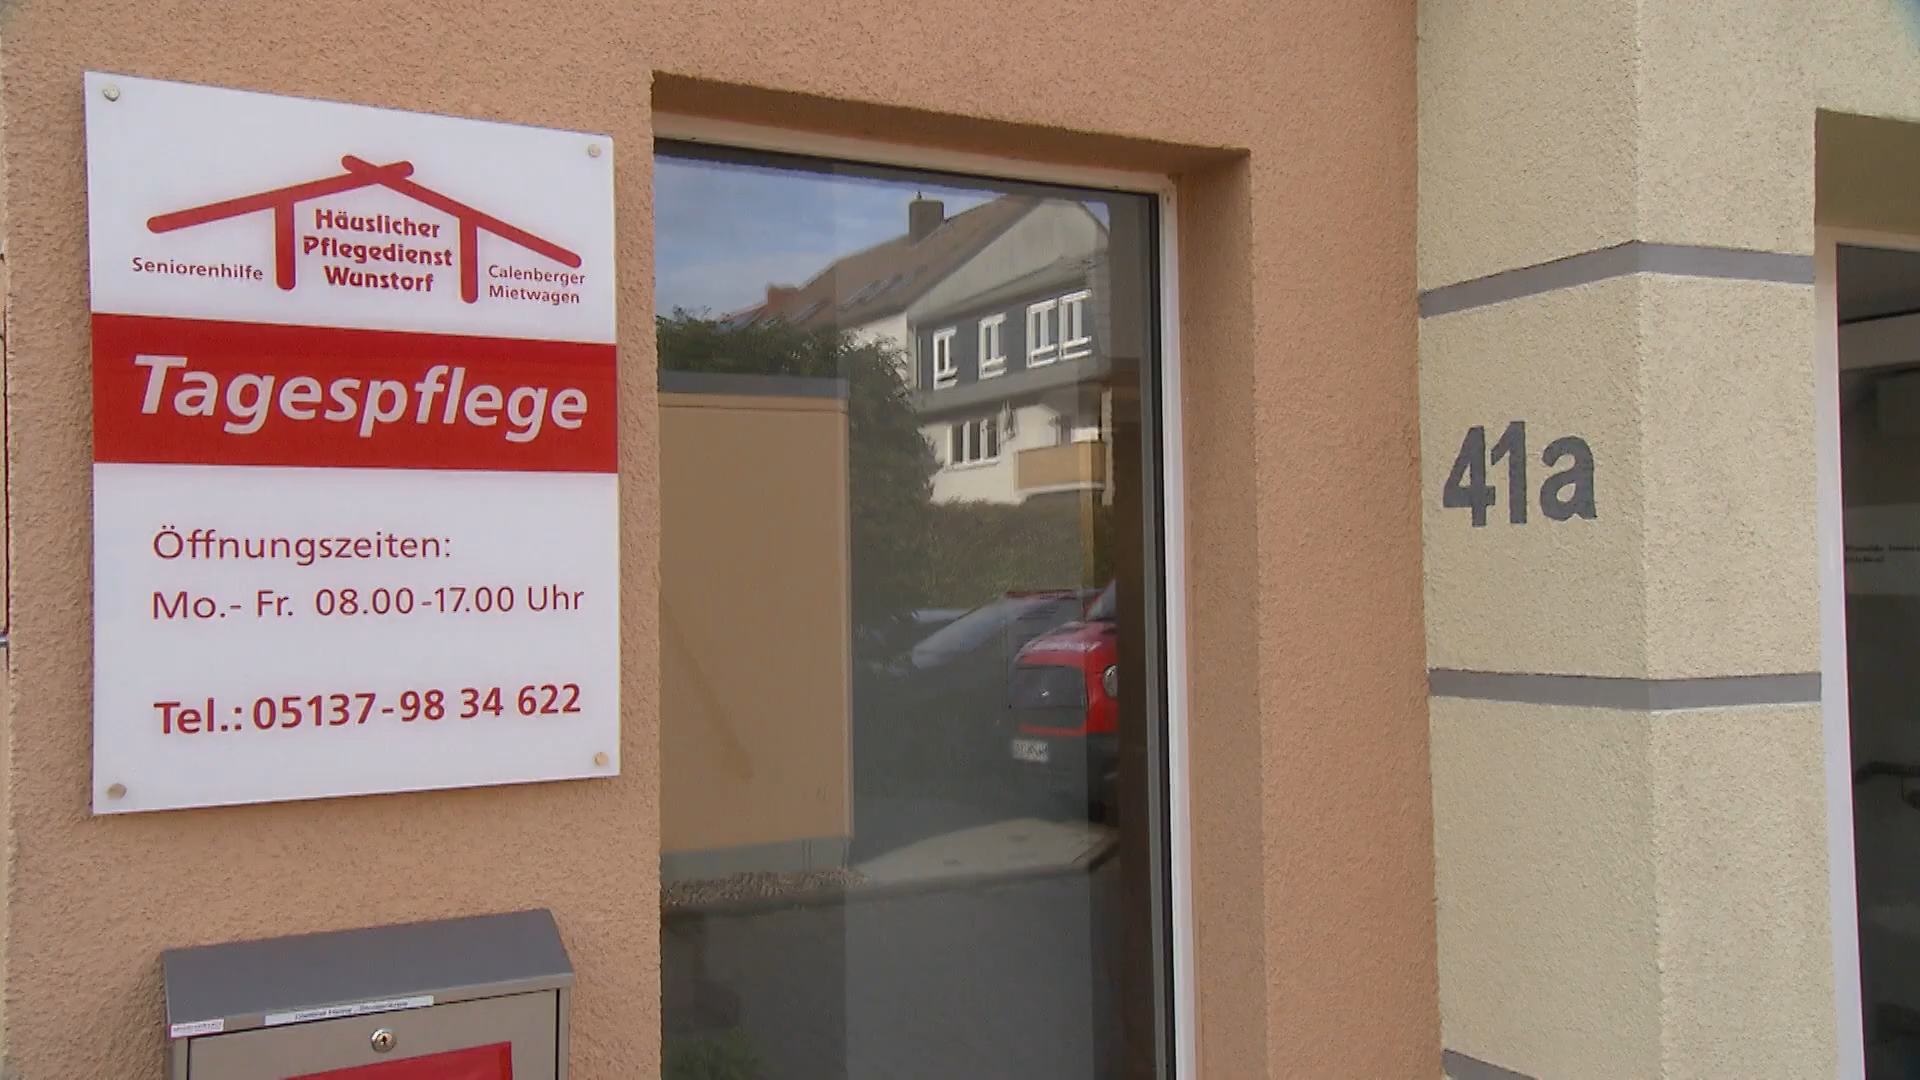 Häuslicher
Pflegedienst
Wunstorf
Seniorenhilfe
Calenberger
Mietwagen
Tagespflege
Öffnungszeiten:
Mo.- Fr. 08.00-17.00 Uhr
Tel.: 05137-98 34 622
41a